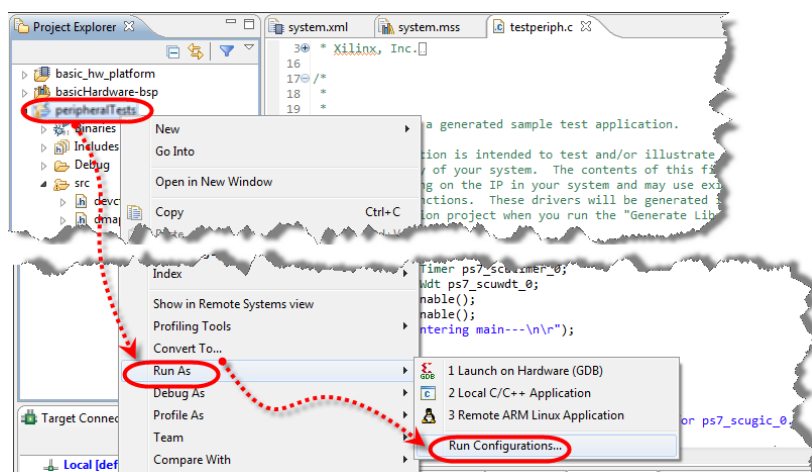 Project Explorer
system.xml
system.mss
testperiph.c
basic_hw_platform
basicHardware-bsp
peripheralTests
Binaries
Includes
Debug
src
3 * Xilinx, Inc.
16
17 /*
18 *
19 *
a generated sample test application.
tion is intended to test and/or illustrate
y of your system. The contents of this fi
ng on the IP in your system and may use exi
nctions. These drivers will be generated
ion project when you run the "Generate Lib
New
Go Into
Open in New Window
Copy Ctrl+C
Index
Show in Remote Systems view
Profiling Tools
Convert To...
Run As
Debug As
Profile As
Team
Compare With
Timer ps7_scutimer_0;
Wdt ps7_scuwdt_0;
nable();
nable();
ntering main---\n\r");
1 Launch on Hardware (GDB)
2 Local C/C++ Application
3 Remote ARM Linux Application
Run Configurations...
or ps7_scugic_0.
Target Connec
Local [def